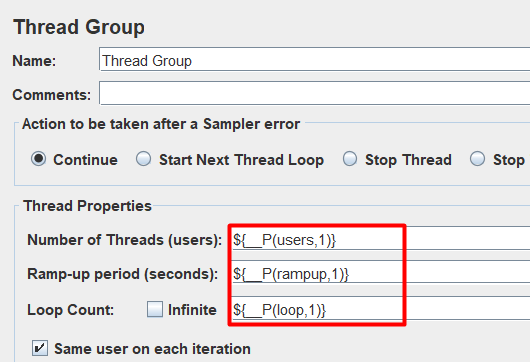 Thread Group
Name: Thread Group
Comments:
Action to be taken after a Sampler error
Continue Start Next Thread Loop Stop Thread Stop
Thread Properties
Number of Threads (users): ${__P(users,1)}
Ramp-up period (seconds): ${__P(rampup,1)}
Loop Count: Infinite ${__P(loop,1)}
Same user on each iteration